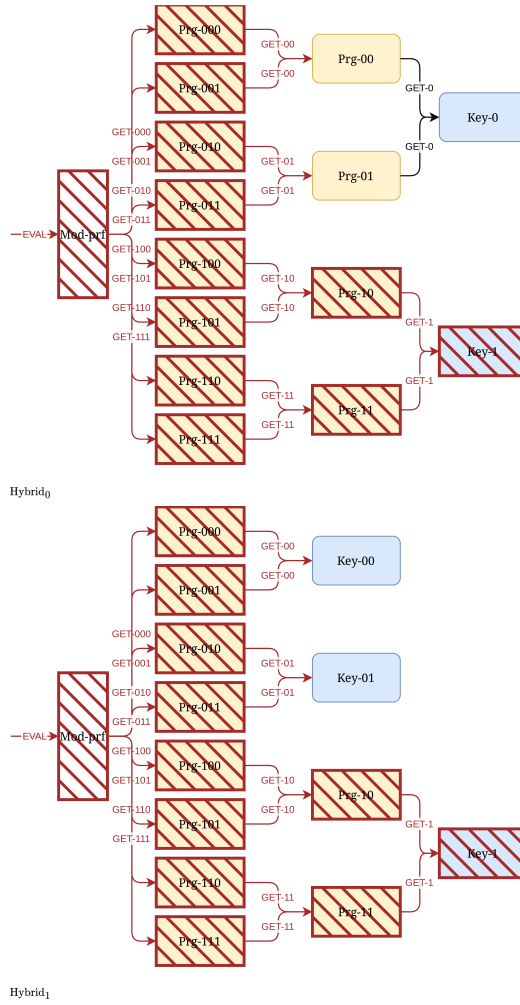 Prg-000
GET-00
Prg-00
GET-00
Prg-001
GET-0
Key-0
GET-000
Prg-010
GET-0
GET-001
GET-01
Prg-01
GET-010
GET-01
Prg-011
GET-011
EVAL
Mod-prf
GET-100
Prg-100
GET-101
GET-10
Prg-10
GET-110
GET-10
Prg-101
GET-1
GET-111
Key-1
Prg-110
GET-1
GET-11
Prg-11
GET-11
Prg-111
Hybrid0
Prg-000
GET-00
Key-00
GET-00
Prg-001
GET-000
Prg-010
GET-001
GET-01
Key-01
GET-010
GET-01
Prg-011
GET-011
EVAL
Mod-prf
GET-100
Prg-100
GET-101
GET-10
Prg-10
GET-110
GET-10
Prg-101
GET-1
GET-111
Key-1
Prg-110
GET-1
GET-11
Prg-11
GET-11
Prg-111
Hybrid1